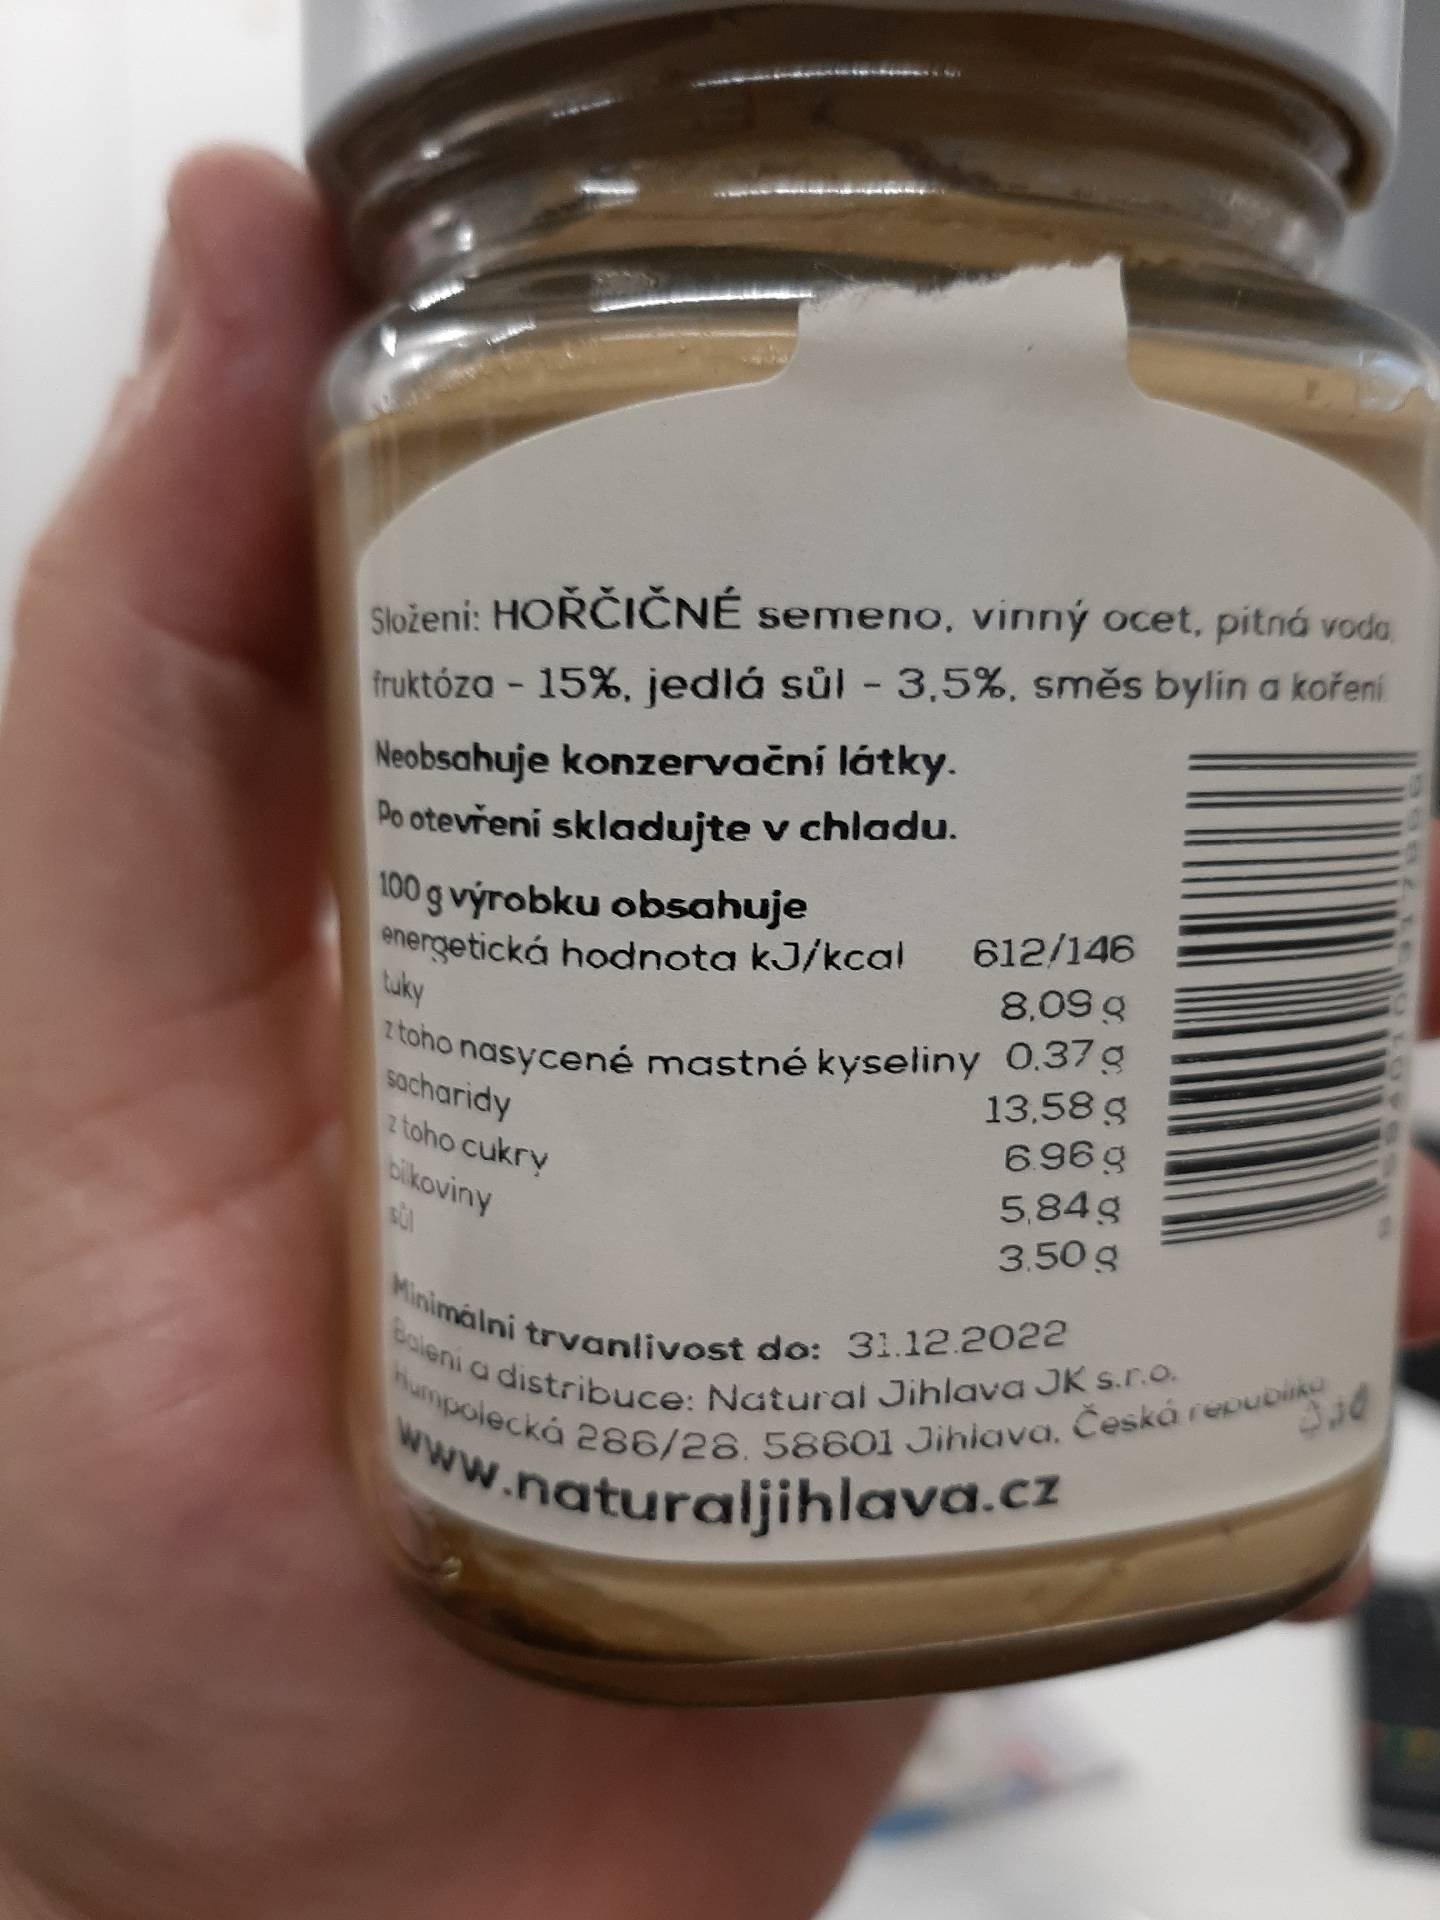 Složení: HOŘČIČNÉ semeno, vinný ocet, pitná voda,
fruktóza - 15%, jedlá sůl - 3,5%, směs bylin a koření
Neobsahuje konzervační látky.
Po otevření skladujte v chladu.
100 g výrobku obsahuje
energetická hodnota kJ/kcal 612/146
tuky 8,09 g
z toho nasycené mastné kyseliny 0,37 g
sacharidy 13,58 g
z toho cukry 6.96 g
bílkoviny 5,84 g
sůl 3,50 g
Minimální trvanlivost do: 31.12.2022
Balení a distribuce: Natural Jihlava JK s.r.o.
Humpolecká 286/28, 58601 Jihlava, Česká republika
www.naturaljihlava.cz